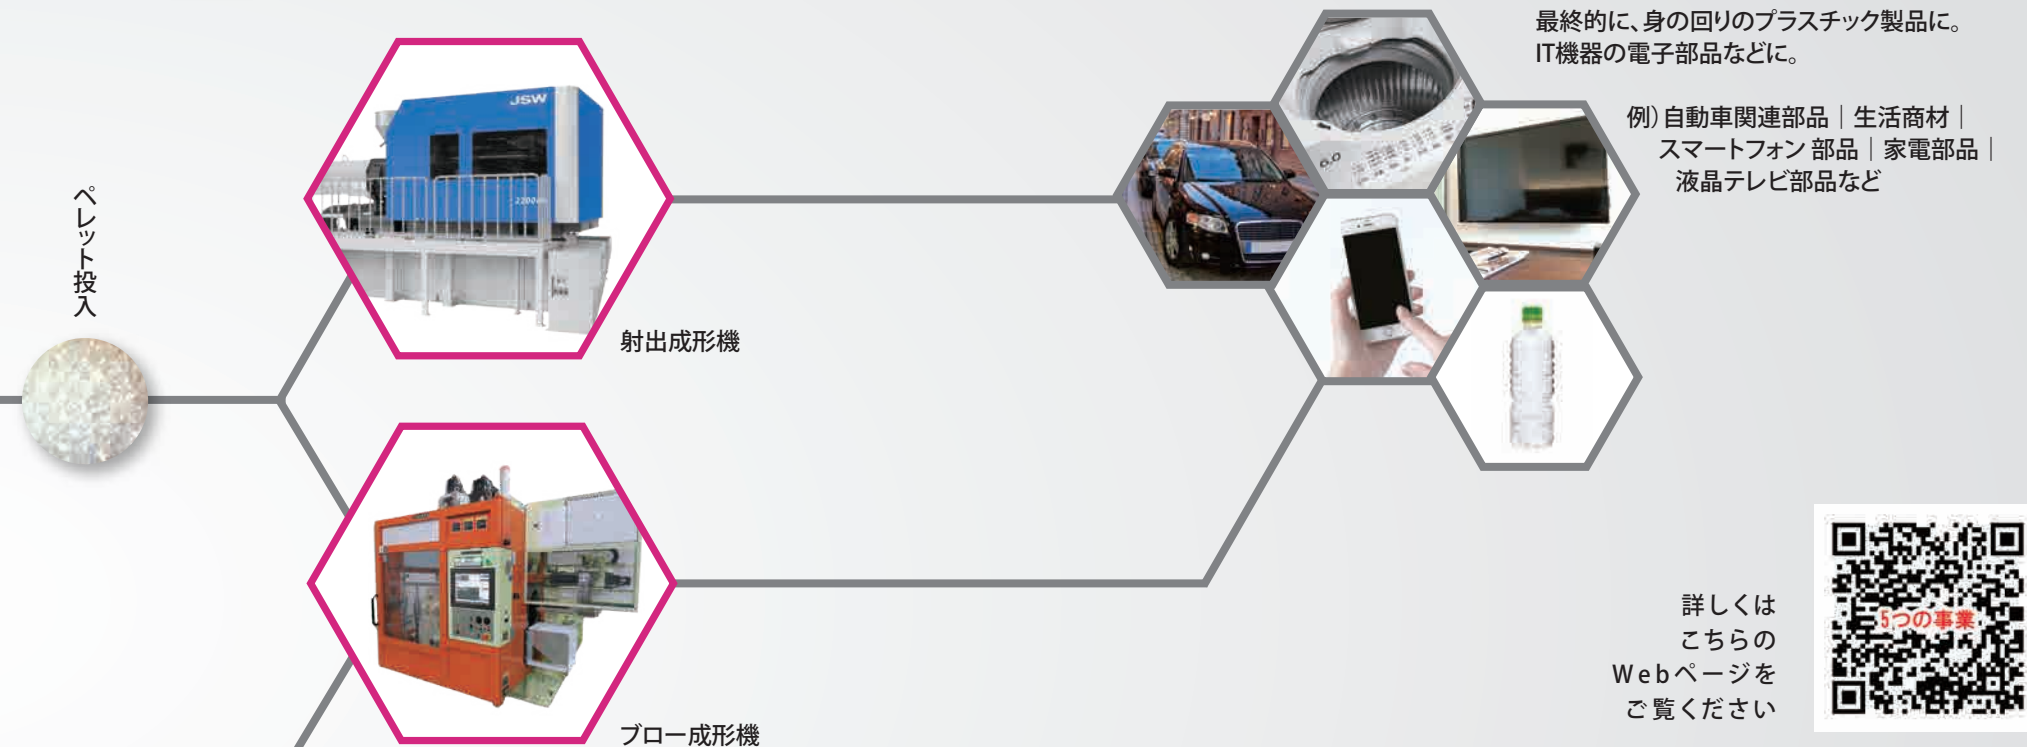 最終的に、身の回りのプラスチック製品に。
IT機器の電子部品などに。
例）自動車関連部品｜生活商材｜
スマートフォン 部品｜家電部品｜
液晶テレビ部品など
ペレット投入
JSW
射出成形機
ブロー成形機
詳しくは
こちらの
Webページを
ご覧ください
5つの事業